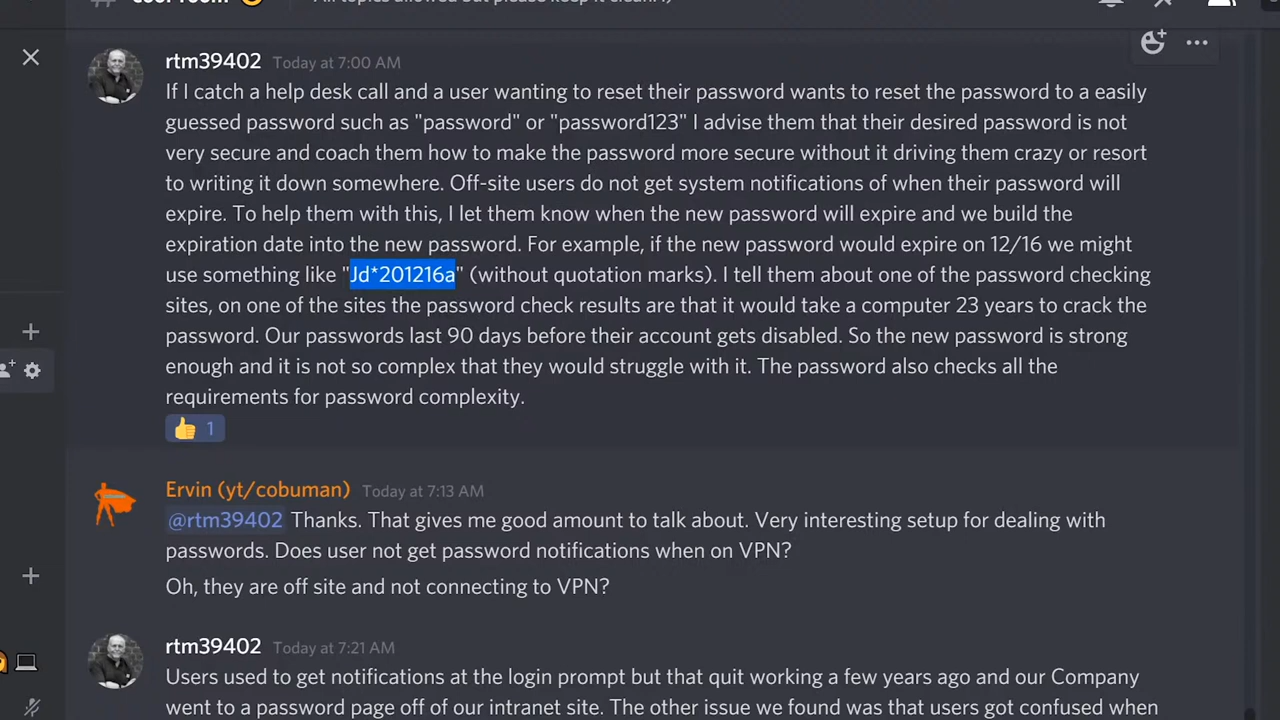 rtm39402 Today at 7:00 AM
If I catch a help desk call and a user wanting to reset their password wants to reset the password to a easily
guessed password such as "password" or "password123" I advise them that their desired password is not
very secure and coach them how to make the password more secure without it driving them crazy or resort
to writing it down somewhere. Off-site users do not get system notifications of when their password will
expire. To help them with this, I let them know when the new password will expire and we build the
expiration date into the new password. For example, if the new password would expire on 12/16 we might
use something like "Jd*201216a" (without quotation marks). I tell them about one of the password checking
sites, on one of the sites the password check results are that it would take a computer 23 years to crack the
password. Our passwords last 90 days before their account gets disabled. So the new password is strong
enough and it is not so complex that they would struggle with it. The password also checks all the
requirements for password complexity.
1
Ervin (yt/cobuman) Today at 7:13 AM
@rtm39402 Thanks. That gives me good amount to talk about. Very interesting setup for dealing with
passwords. Does user not get password notifications when on VPN?
Oh, they are off site and not connecting to VPN?
rtm39402 Today at 7:21 AM
Users used to get notifications at the login prompt but that quit working a few years ago and our Company
went to a password page off of our intranet site. The other issue we found was that users got confused when